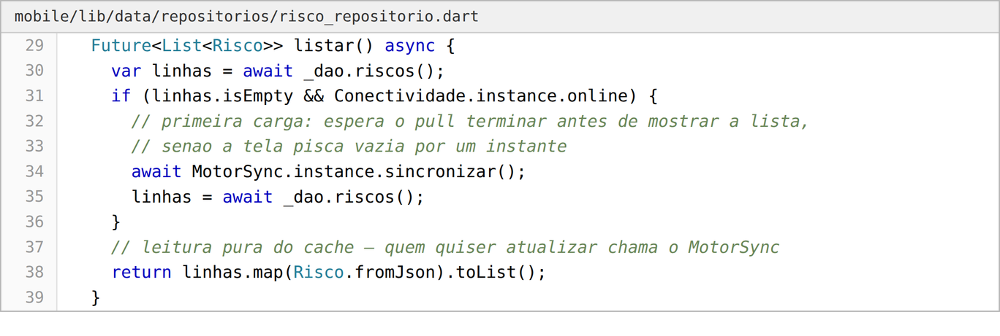 mobile/lib/data/repositorios/risco_repositorio.dart
29 Future<List<Risco>> listar() async {
30 var linhas = await _dao.riscos();
31 if (linhas.isEmpty && Conectividade.instance.online) {
32 // primeira carga: espera o pull terminar antes de mostrar a lista,
33 // senao a tela pisca vazia por um instante
34 await MotorSync.instance.sincronizar();
35 linhas = await _dao.riscos();
36 }
37 // leitura pura do cache — quem quiser atualizar chama o MotorSync
38 return linhas.map(Risco.fromJson).toList();
39 }